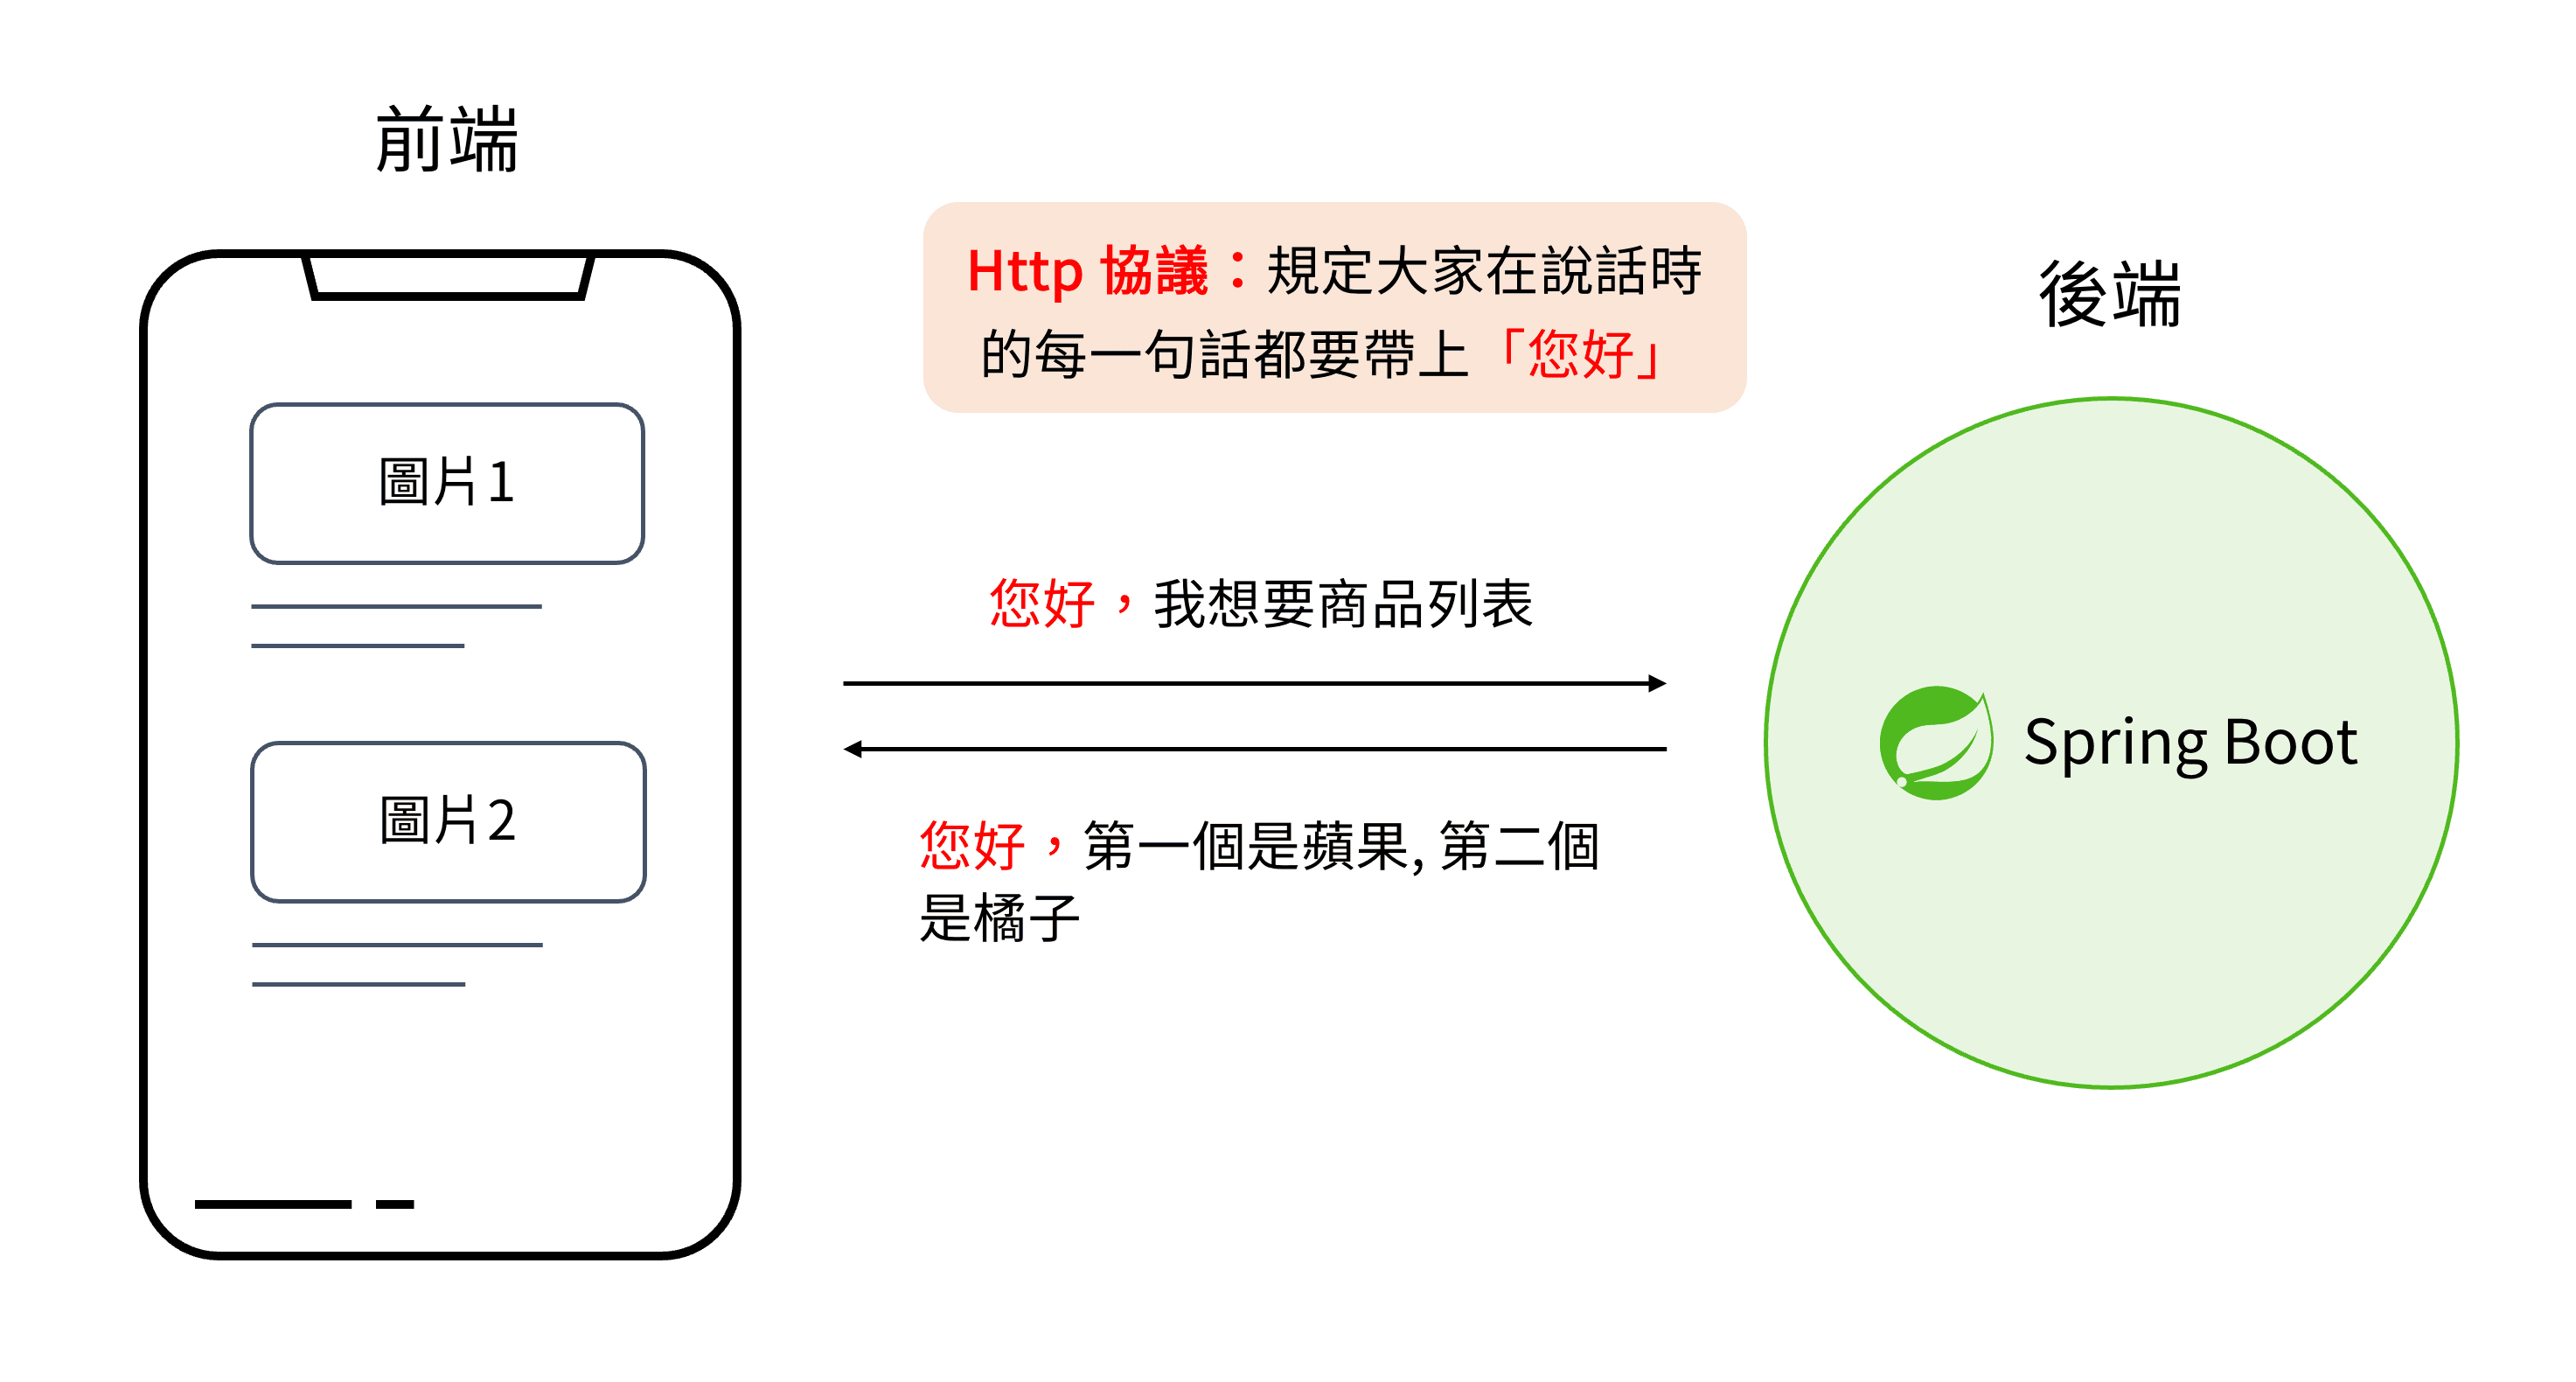 前端
Http 協議：規定大家在說話時
的每一句話都要帶上「您好」
後端
圖片1
您好，我想要商品列表
Spring Boot
圖片2
您好，第一個是蘋果, 第二個
是橘子